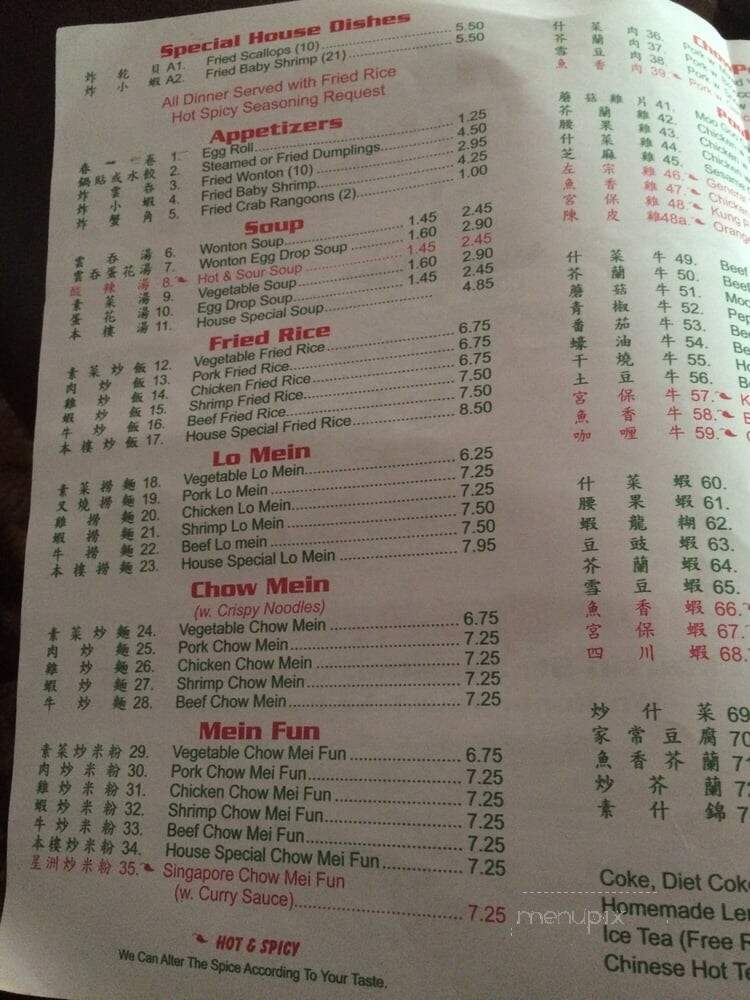 Special House Dishes
炸 乾 貝 A1. Fried Scallops (10) 5.50
炸 小 蝦 A2. Fried Baby Shrimp (21) 5.50
All Dinner Served with Fried Rice
Hot Spicy Seasoning Request
Appetizers
春 卷 1. Egg Roll 1.25
鍋貼或水餃 2. Steamed or Fried Dumplings 4.50
炸 雲 吞 3. Fried Wonton (10) 2.95
炸 小 蝦 4. Fried Baby Shrimp 4.25
炸 蟹 角 5. Fried Crab Rangoons (2) 1.00
Soup
雲 吞 湯 6. Wonton Soup 1.45 2.45
雲吞蛋花湯 7. Wonton Egg Drop Soup 1.60 2.90
酸 辣 湯 8. Hot & Sour Soup 1.45 2.45
素 菜 湯 9. Vegetable Soup 1.60 2.90
蛋 花 湯 10. Egg Drop Soup 1.45 2.45
本 樓 湯 11. House Special Soup 4.85
Fried Rice
素 菜 炒 飯 12. Vegetable Fried Rice 6.75
肉 炒 飯 13. Pork Fried Rice 6.75
雞 炒 飯 14. Chicken Fried Rice 6.75
蝦 炒 飯 15. Shrimp Fried Rice 7.50
牛 炒 飯 16. Beef Fried Rice 7.50
本 樓 炒 飯 17. House Special Fried Rice 8.50
Lo Mein
素 菜 撈 麵 18. Vegetable Lo Mein 6.25
叉 燒 撈 麵 19. Pork Lo Mein 7.25
雞 撈 麵 20. Chicken Lo Mein 7.25
蝦 撈 麵 21. Shrimp Lo Mein 7.50
牛 撈 麵 22. Beef Lo mein 7.50
本 樓 撈 麵 23. House Special Lo Mein 7.95
Chow Mein
(w. Crispy Noodles)
素 菜 炒 麵 24. Vegetable Chow Mein 6.75
肉 炒 麵 25. Pork Chow Mein 7.25
雞 炒 麵 26. Chicken Chow Mein 7.25
蝦 炒 麵 27. Shrimp Chow Mein 7.25
牛 炒 麵 28. Beef Chow Mein 7.25
Mein Fun
素菜炒米粉 29. Vegetable Chow Mei Fun 6.75
肉 炒 米 粉 30. Pork Chow Mei Fun 7.25
雞 炒 米 粉 31. Chicken Chow Mei Fun 7.25
蝦 炒 米 粉 32. Shrimp Chow Mei Fun 7.25
牛 炒 米 粉 33. Beef Chow Mei Fun 7.25
本樓炒米粉 34. House Special Chow Mei Fun 7.25
星洲炒米粉 35. Singapore Chow Mei Fun
(w. Curry Sauce) 7.25
HOT & SPICY
We Can Alter The Spice According To Your Taste.
什 菜 肉 36.
芥 蘭 肉 37.
雪 豆 肉 38.
魚 香 肉 39.
蘑 菇 雞 片 41.
芥 蘭 雞 42.
腰 果 雞 43. Chicken
什 菜 雞 44. Chicken
芝 麻 雞 45.
左 宗 雞 46.
魚 香 雞 47. Chicken
宮 保 雞 48. Kung
陳 皮 雞 48a.
什 菜 牛 49. Beef
芥 蘭 牛 50. Beef
蘑 菇 牛 51.
青 椒 牛 52.
番 茄 牛 53.
蠔 油 牛 54.
干 燒 牛 55.
土 豆 牛 56.
宮 保 牛 57.
魚 香 牛 58.
咖 喱 牛 59.
什 菜 蝦 60.
腰 果 蝦 61.
蝦 龍 糊 62.
豆 豉 蝦 63.
芥 蘭 蝦 64.
雪 豆 蝦 65.
魚 香 蝦 66.
宮 保 蝦 67.
四 川 蝦 68.
炒 什 菜 69
家 常 豆 腐 70
魚 香 芥 蘭 71
炒 芥 蘭 72
素 什 錦 7
Coke, Diet Coke
Homemade
Ice Tea (Free
Chinese Hot
menupix